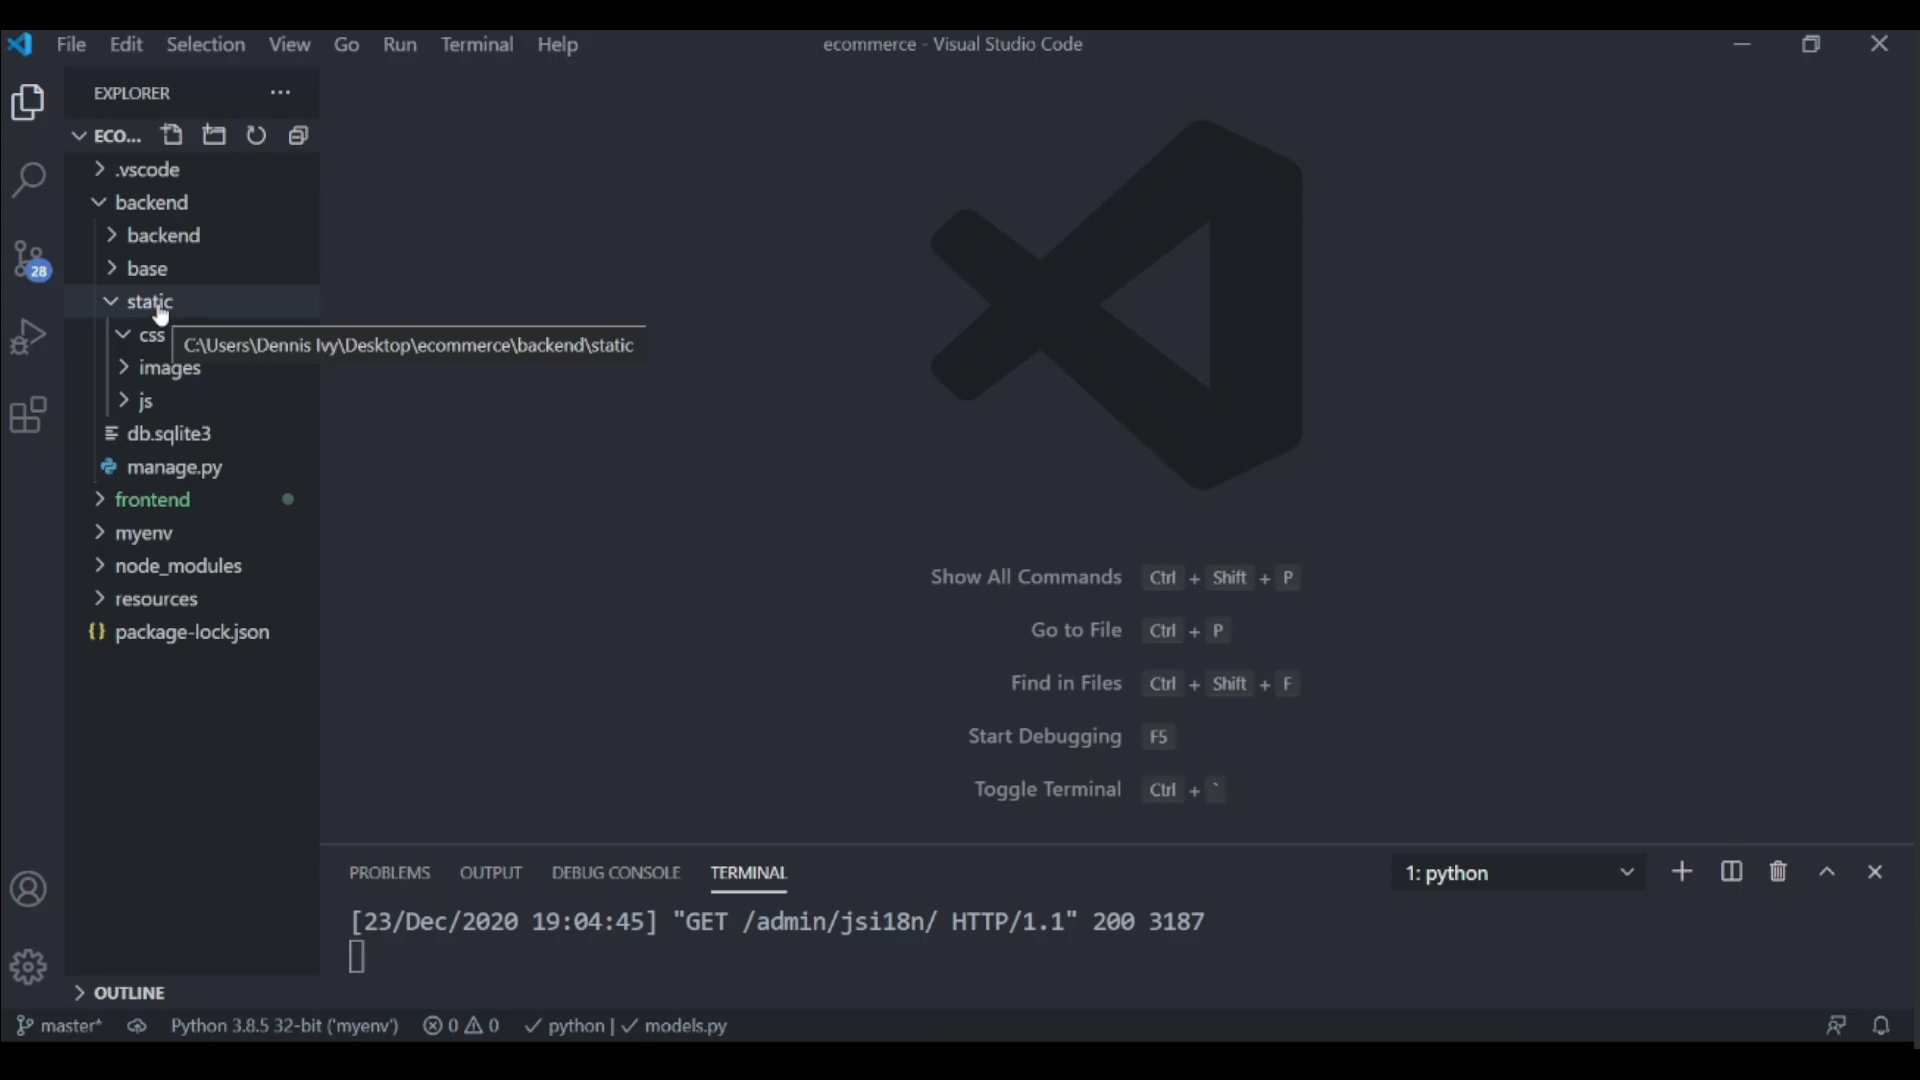 File Edit Selection View Go Run Terminal Help ecommerce - Visual Studio Code
EXPLORER ···
ECO...
.vscode
backend
backend
base
static
css
C:\Users\Dennis Ivy\Desktop\ecommerce\backend\static
images
js
db.sqlite3
manage.py
frontend
myenv
node_modules
resources
{} package-lock.json
28
Show All Commands Ctrl + Shift + P
Go to File Ctrl + P
Find in Files Ctrl + Shift + F
Start Debugging F5
Toggle Terminal Ctrl + `
PROBLEMS OUTPUT DEBUG CONSOLE TERMINAL 1: python
[23/Dec/2020 19:04:45] "GET /admin/jsi18n/ HTTP/1.1" 200 3187
OUTLINE
master* Python 3.8.5 32-bit ('myenv') 0 0 ✓ python | ✓ models.py